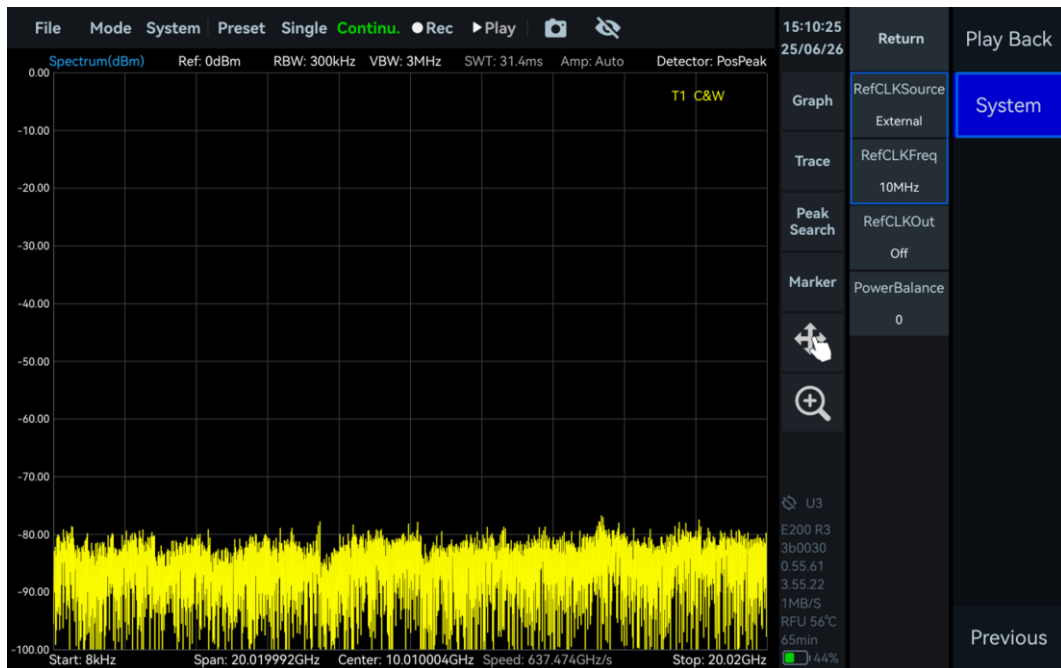 File Mode System Preset Single Continu. Rec Play
15:10:25
25/06/26
Return
Play Back
Spectrum(dBm) Ref: 0dBm RBW: 300kHz VBW: 3MHz SWT: 31.4ms Amp: Auto Detector: PosPeak
0.00
T1 C&W
-10.00
-20.00
-30.00
-40.00
-50.00
-60.00
-70.00
-80.00
-90.00
-100.00
Start: 8kHz Span: 20.019992GHz Center: 10.010004GHz Speed: 637.474GHz/s Stop: 20.02GHz
Graph
Trace
Peak
Search
Marker
U3
E200 R3
3b0030
0.55.61
3.55.22
1MB/S
RFU 56℃
65min
44%
RefCLKSource
External
RefCLKFreq
10MHz
RefCLKOut
Off
PowerBalance
0
System
Previous